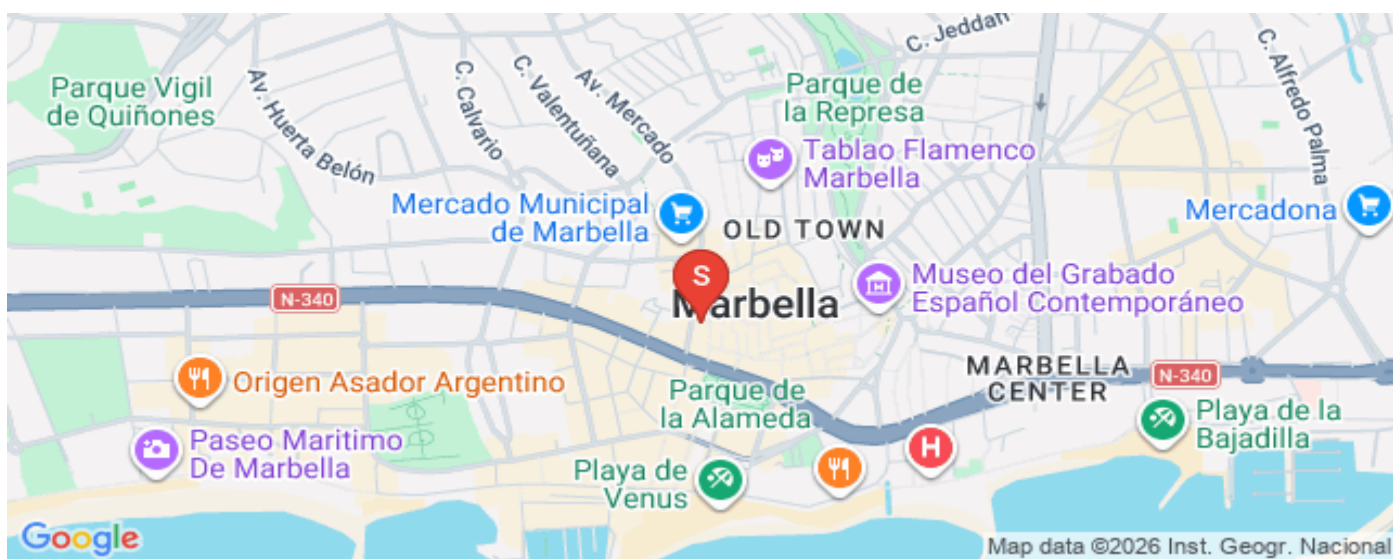 C. Jeddah
Parque Vigil
de Quiñones
Av. Huerta Belón
C. Calvario
C. Valentuñana
Av. Mercado
Parque de
la Represa
C. Alfredo Palma
Tablao Flamenco
Marbella
Mercado Municipal
de Marbella
OLD TOWN
Mercadona
S
Marbella
Museo del Grabado
Español Contemporáneo
N-340
Origen Asador Argentino
MARBELLA
CENTER
N-340
Parque de
la Alameda
Playa de la
Bajadilla
Paseo Maritimo
De Marbella
Playa de
Venus
H
Google
Map data ©2026 Inst. Geogr. Nacional